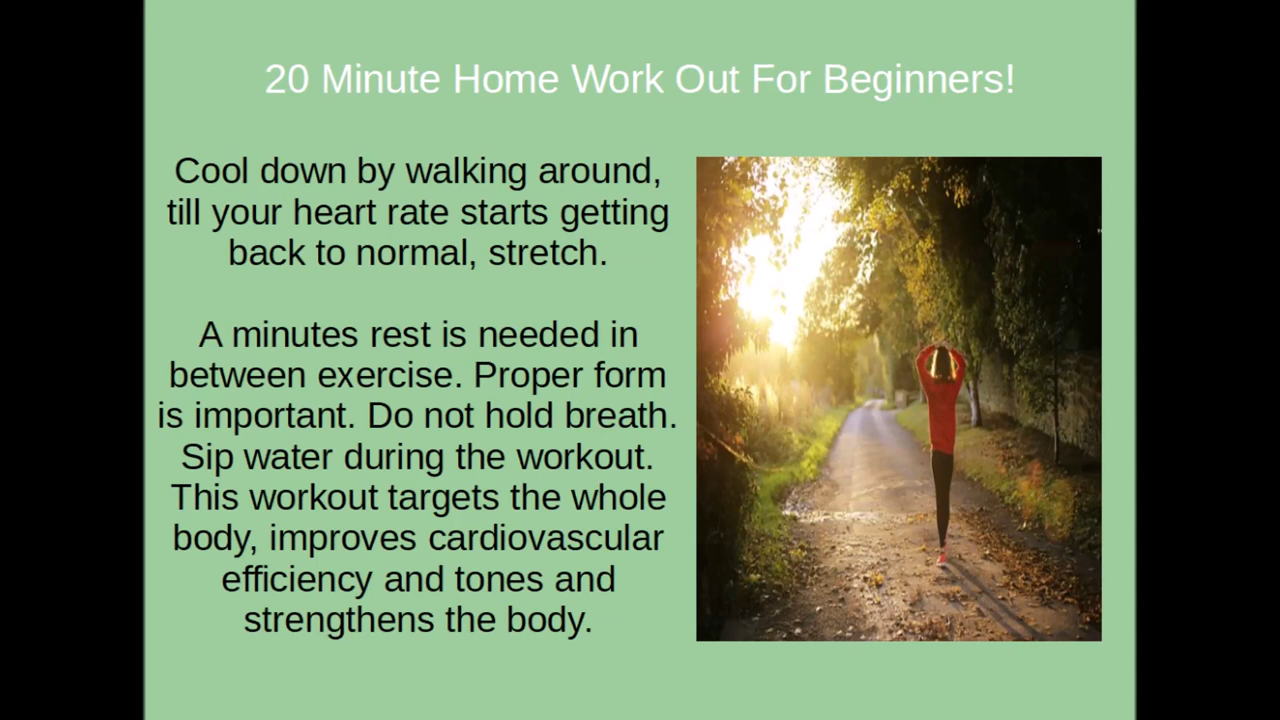 20 Minute Home Work Out For Beginners!
Cool down by walking around,
till your heart rate starts getting
back to normal, stretch.
A minutes rest is needed in
between exercise. Proper form
is important. Do not hold breath.
Sip water during the workout.
This workout targets the whole
body, improves cardiovascular
efficiency and tones and
strengthens the body.